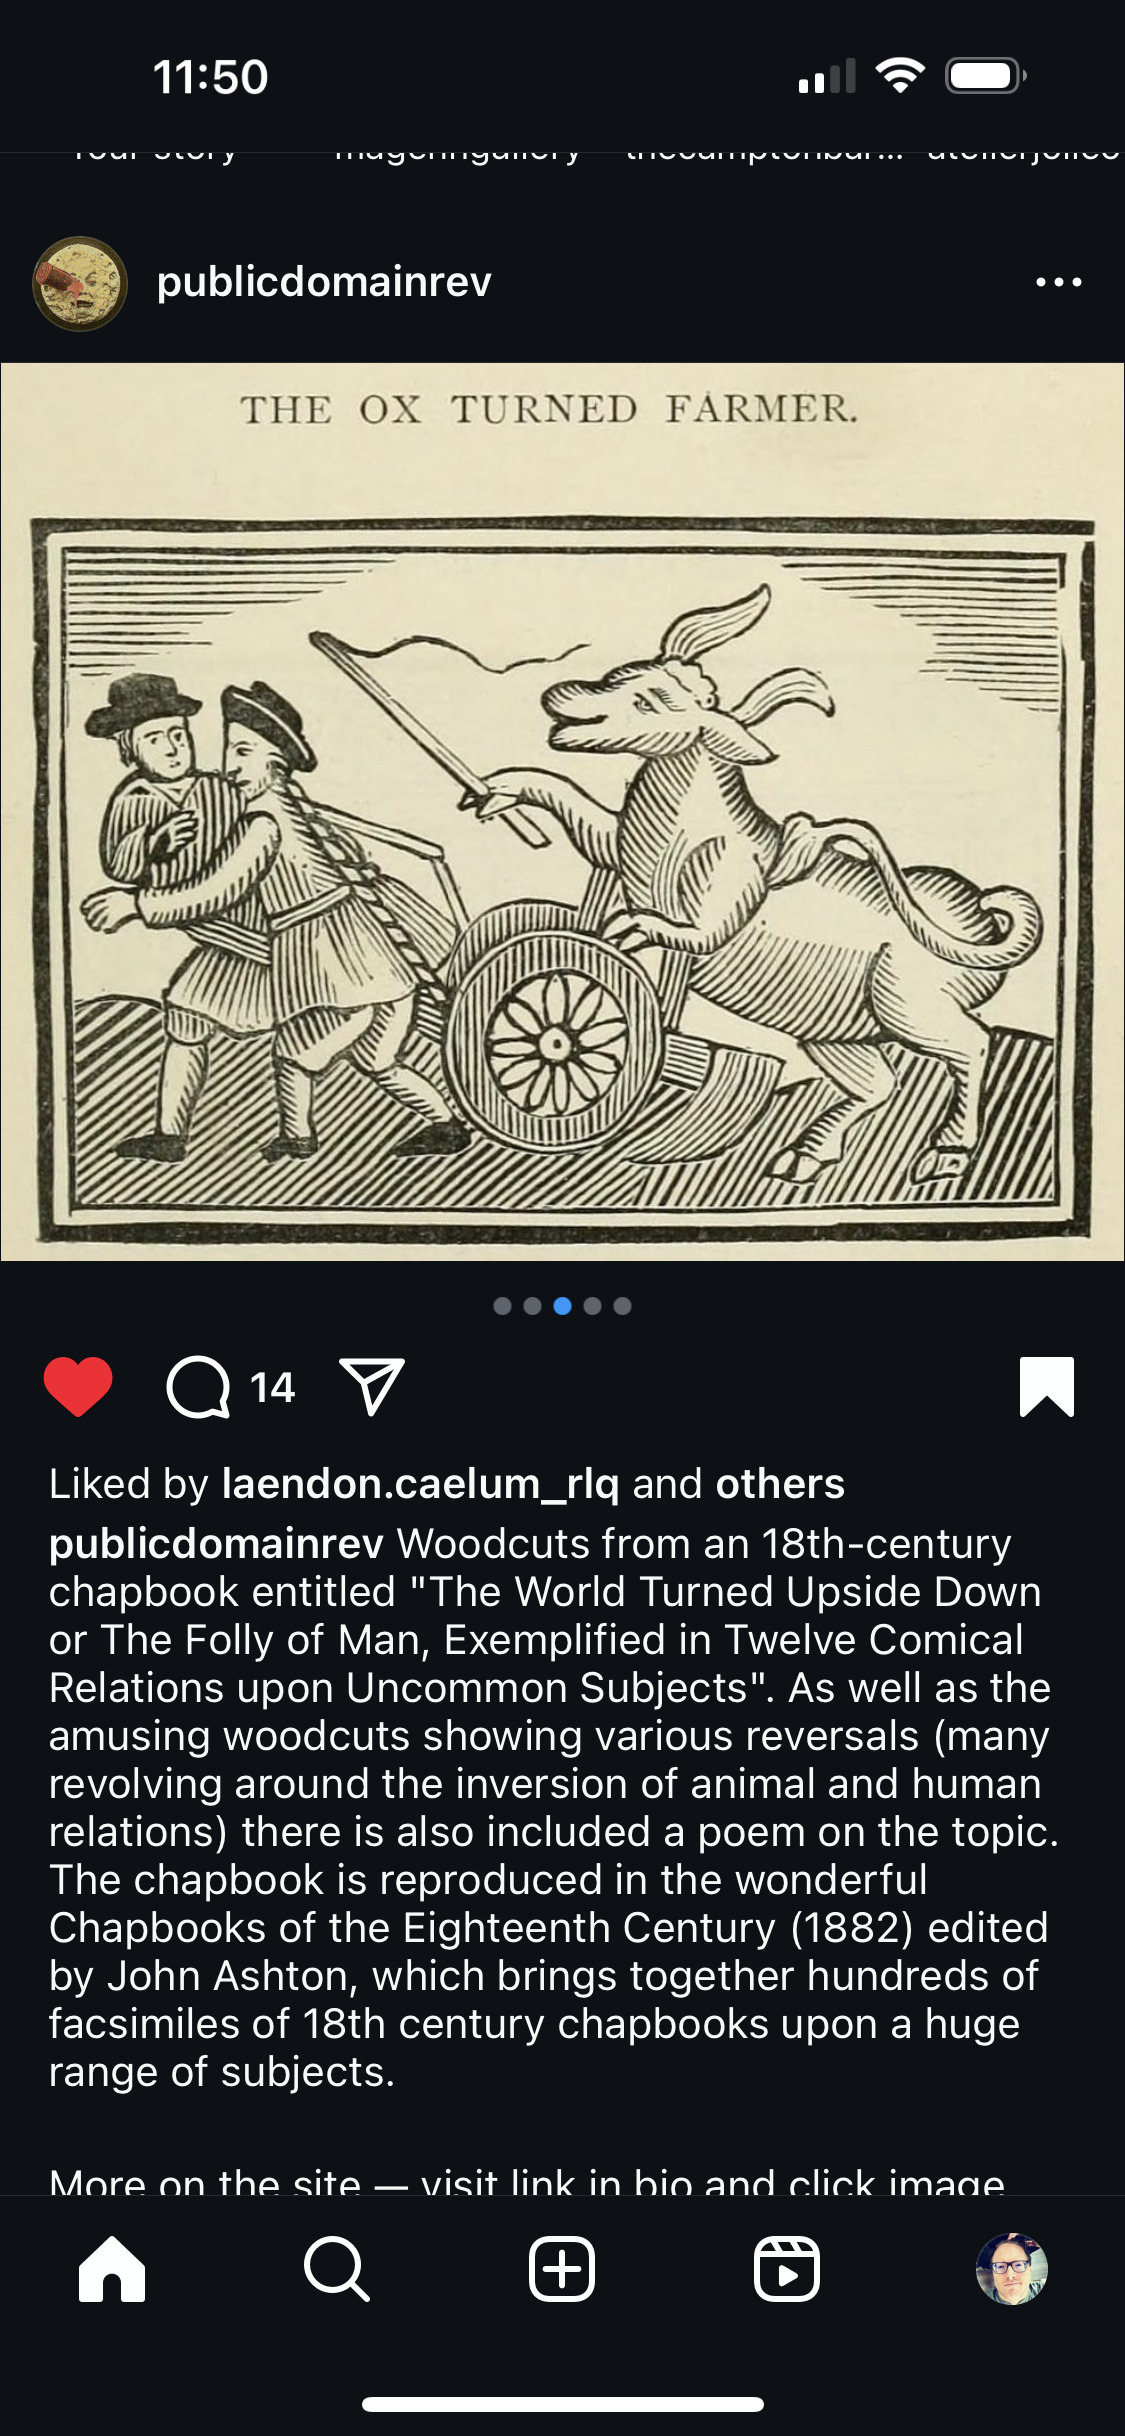 11:50
Your story mageringallery thecamptonbar... atelierjolieo
publicdomainrev
THE OX TURNED FARMER.
14
Liked by laendon.caelum_rlq and others
publicdomainrev Woodcuts from an 18th-century
chapbook entitled "The World Turned Upside Down
or The Folly of Man, Exemplified in Twelve Comical
Relations upon Uncommon Subjects". As well as the
amusing woodcuts showing various reversals (many
revolving around the inversion of animal and human
relations) there is also included a poem on the topic.
The chapbook is reproduced in the wonderful
Chapbooks of the Eighteenth Century (1882) edited
by John Ashton, which brings together hundreds of
facsimiles of 18th century chapbooks upon a huge
range of subjects.
More on the site — visit link in bio and click image